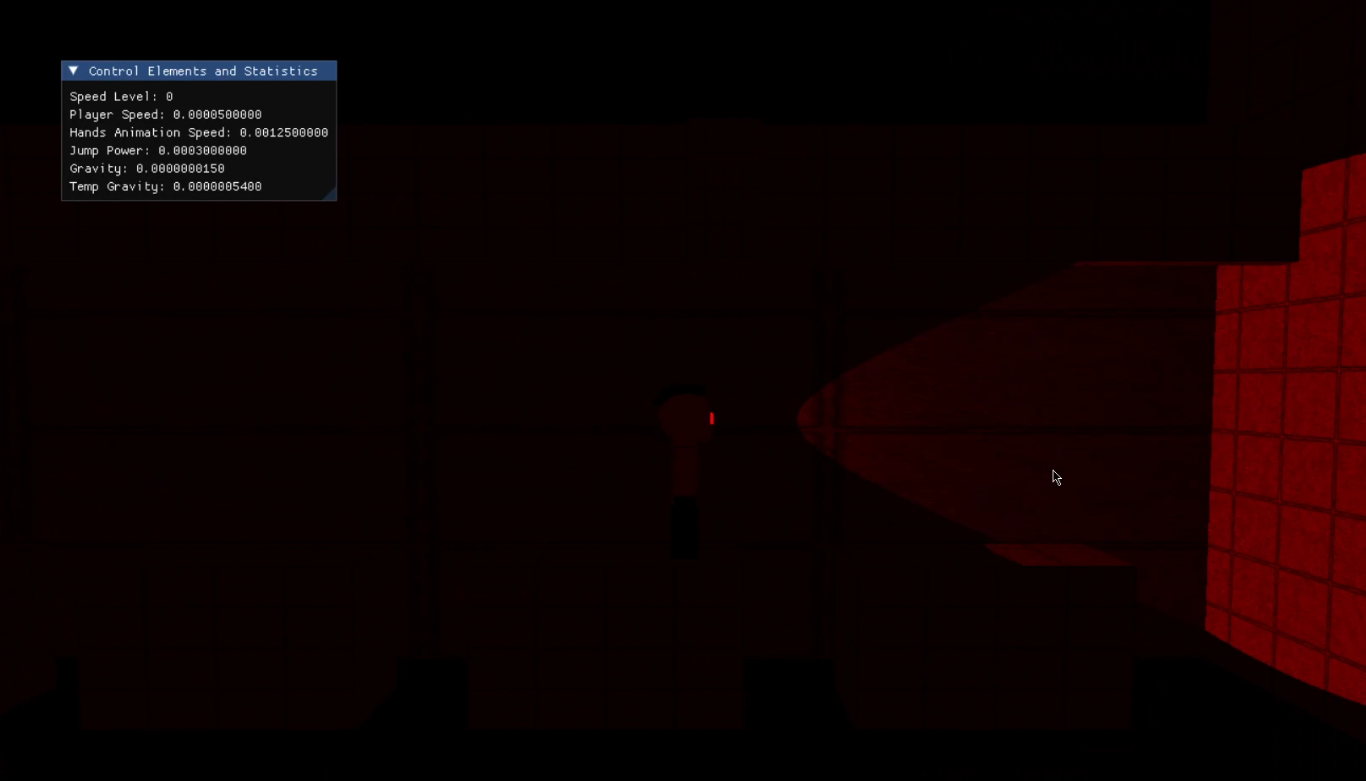 Control Elements and Statistics
Speed Level: 0
Player Speed: 0.0000500000
Hands Animation Speed: 0.0012500000
Jump Power: 0.0003000000
Gravity: 0.0000000150
Temp Gravity: 0.0000005400